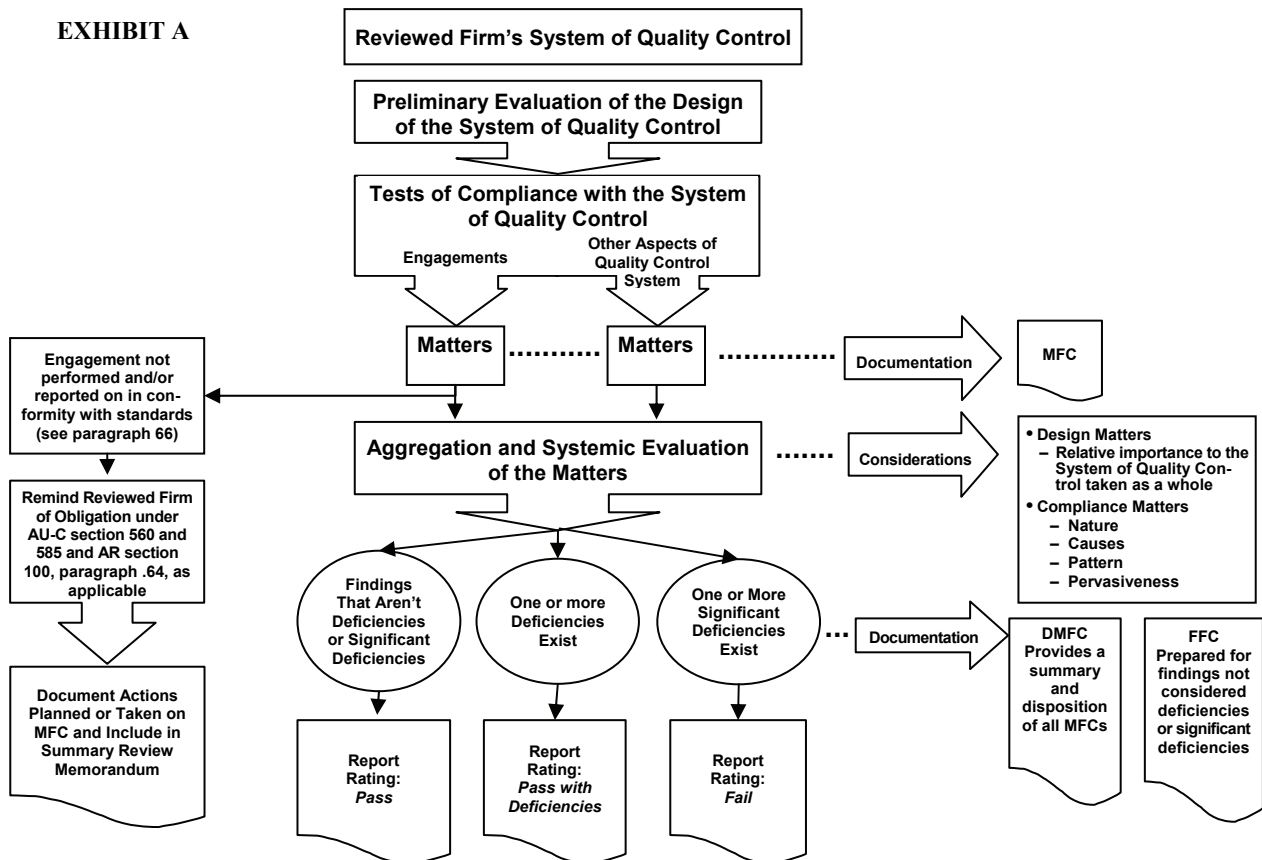 EXHIBIT A
Reviewed Firm's System of Quality Control
Preliminary Evaluation of the Design
of the System of Quality Control
Tests of Compliance with the System
of Quality Control
Engagements
Other Aspects of
Quality Control
System
Matters
Matters
Documentation
MFC
Engagement not
performed and/or
reported on in con-
formity with standards
(see paragraph 66)
Aggregation and Systemic Evaluation
of the Matters
Considerations
• Design Matters
– Relative importance to the
System of Quality Con-
trol taken as a whole
• Compliance Matters
– Nature
– Causes
– Pattern
– Pervasiveness
Remind Reviewed Firm
of Obligation under
AU-C section 560 and
585 and AR section
100, paragraph .64, as
applicable
Findings
That Aren't
Deficiencies
or Significant
Deficiencies
One or more
Deficiencies
Exist
One or More
Significant
Deficiencies
Exist
Documentation
DMFC
Provides a
summary
and
disposition
of all MFCs
FFC
Prepared for
findings not
considered
deficiencies
or significant
deficiencies
Document Actions
Planned or Taken on
MFC and Include in
Summary Review
Memorandum
Report
Rating:
Pass
Report
Rating:
Pass with
Deficiencies
Report
Rating:
Fail